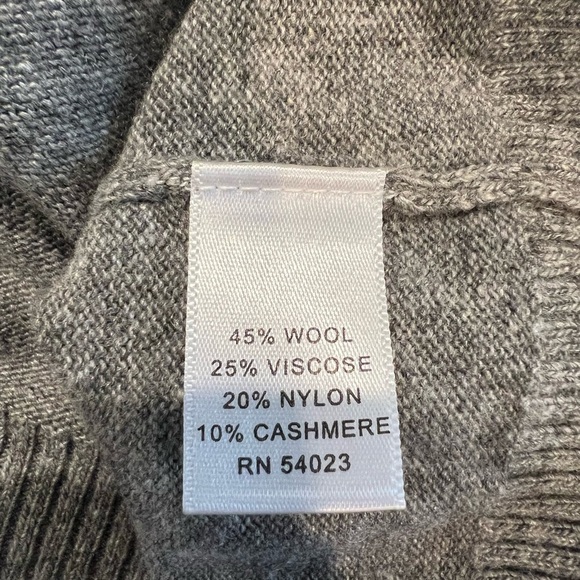 45% WOOL
25% VISCOSE
20% NYLON
10% CASHMERE
RN 54023